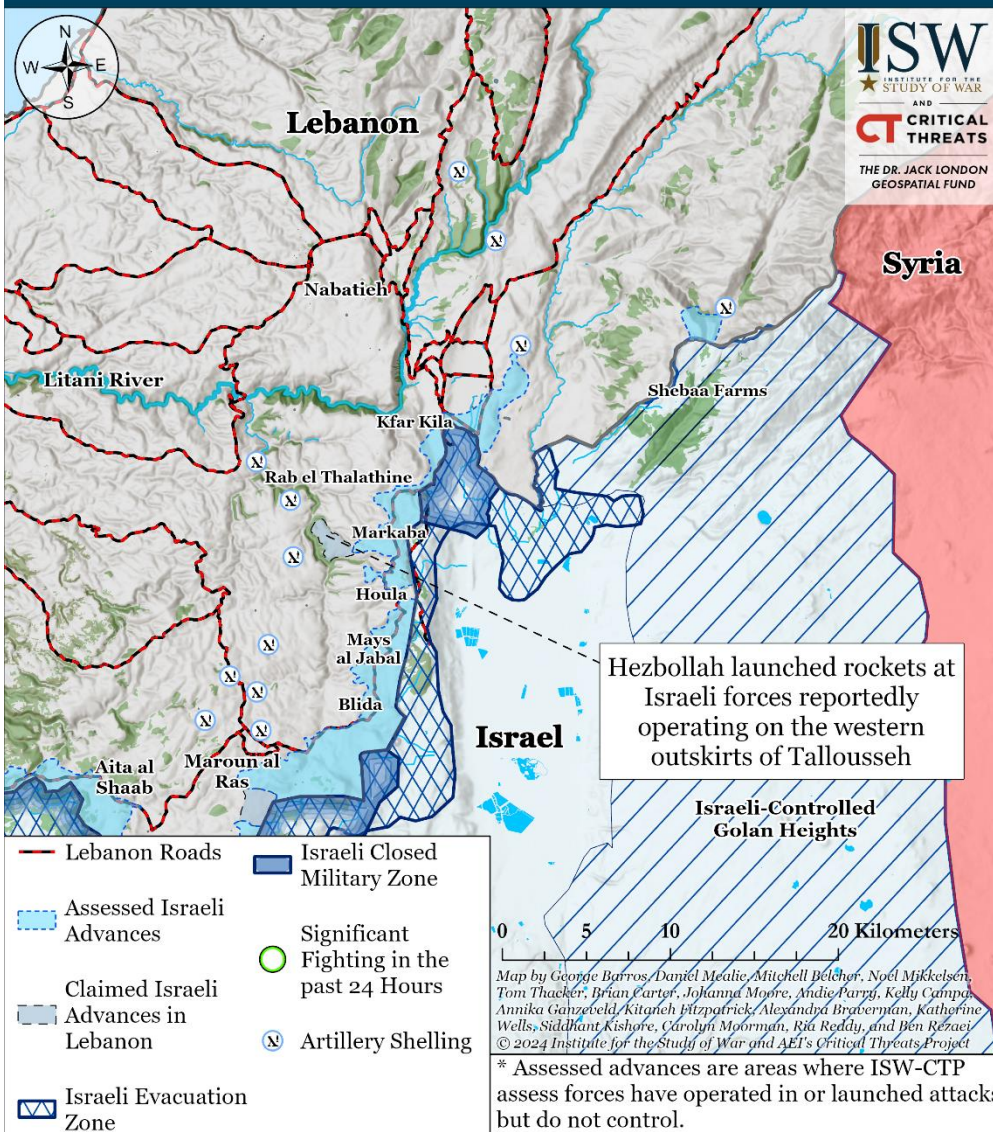 N
W
E
S
ISW
INSTITUTE FOR THE
STUDY OF WAR
AND
CT CRITICAL
THREATS
THE DR. JACK LONDON
GEOSPATIAL FUND
Lebanon
Syria
Nabatieh
Litani River
Shebaa Farms
Kfar Kila
Rab el Thalathine
Markaba
Houla
Mays
al Jabal
Blida
Hezbollah launched rockets at
Israeli forces reportedly
operating on the western
outskirts of Tallousseh
Israel
Aita al
Shaab
Maroun al
Ras
Israeli-Controlled
Golan Heights
Lebanon Roads
Assessed Israeli
Advances
Claimed Israeli
Advances in
Lebanon
Israeli Evacuation
Zone
Israeli Closed
Military Zone
Significant
Fighting in the
past 24 Hours
Artillery Shelling
0 5 10 20 Kilometers
Map by George Barros, Daniel Mealie, Mitchell Belcher, Noel Mikkelsen,
Tom Thacker, Brian Carter, Johanna Moore, Andie Parry, Kelly Campa,
Annika Ganzeveld, Kitaneh Fitzpatrick, Alexandra Braverman, Katherine
Wells, Siddhant Kishore, Carolyn Moorman, Ria Reddy, and Ben Rezaei
© 2024 Institute for the Study of War and AEI's Critical Threats Project
* Assessed advances are areas where ISW-CTP
assess forces have operated in or launched attacks
but do not control.